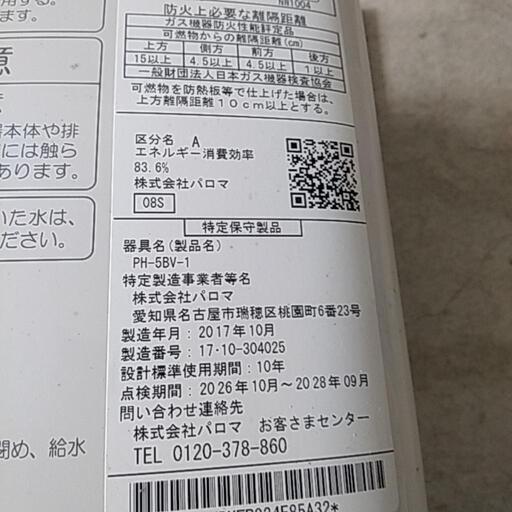 NN1004
防火上必要な離隔距離
ガス機器防火性能評定品
可燃物からの離隔距離(cm)
上方 側方 前方 後方
15以上 4.5以上 4.5以上 1以上
一般財団法人日本ガス機器検査協会
可燃物を防熱板等で仕上げた場合は、
上方離隔距離10cm以上とする。
区分名 A
エネルギー消費効率
83.6%
株式会社パロマ
08S
特定保守製品
器具名(製品名)
PH-5BV-1
特定製造事業者等名
株式会社パロマ
愛知県名古屋市瑞穂区桃園町6番23号
製造年月：2017年10月
製造番号：17-10-304025
設計標準使用期間：10年
点検期間：2026年10月～2028年09月
問い合わせ連絡先
株式会社パロマ お客さまセンター
TEL 0120-378-860
意
本体や排
には触ら
あります。
いた水は、
ださい。
閉め、給水